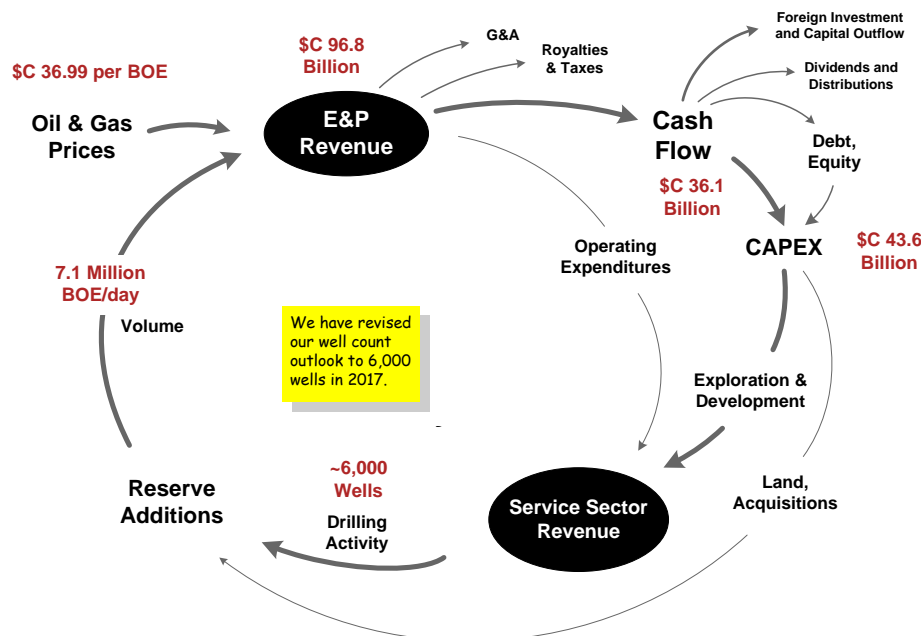 Foreign Investment
and Capital Outflow
G&A
$C 96.8
Billion
Royalties
& Taxes
$C 36.99 per BOE
Dividends and
Distributions
Oil & Gas
Prices
E&P
Revenue
Cash
Flow
Debt,
Equity
$C 36.1
Billion
Operating
Expenditures
CAPEX
$C 43.6
Billion
7.1 Million
BOE/day
Volume
We have revised
our well count
outlook to 6,000
wells in 2017.
Exploration &
Development
~6,000
Wells
Reserve
Additions
Drilling
Activity
Service Sector
Revenue
Land,
Acquisitions